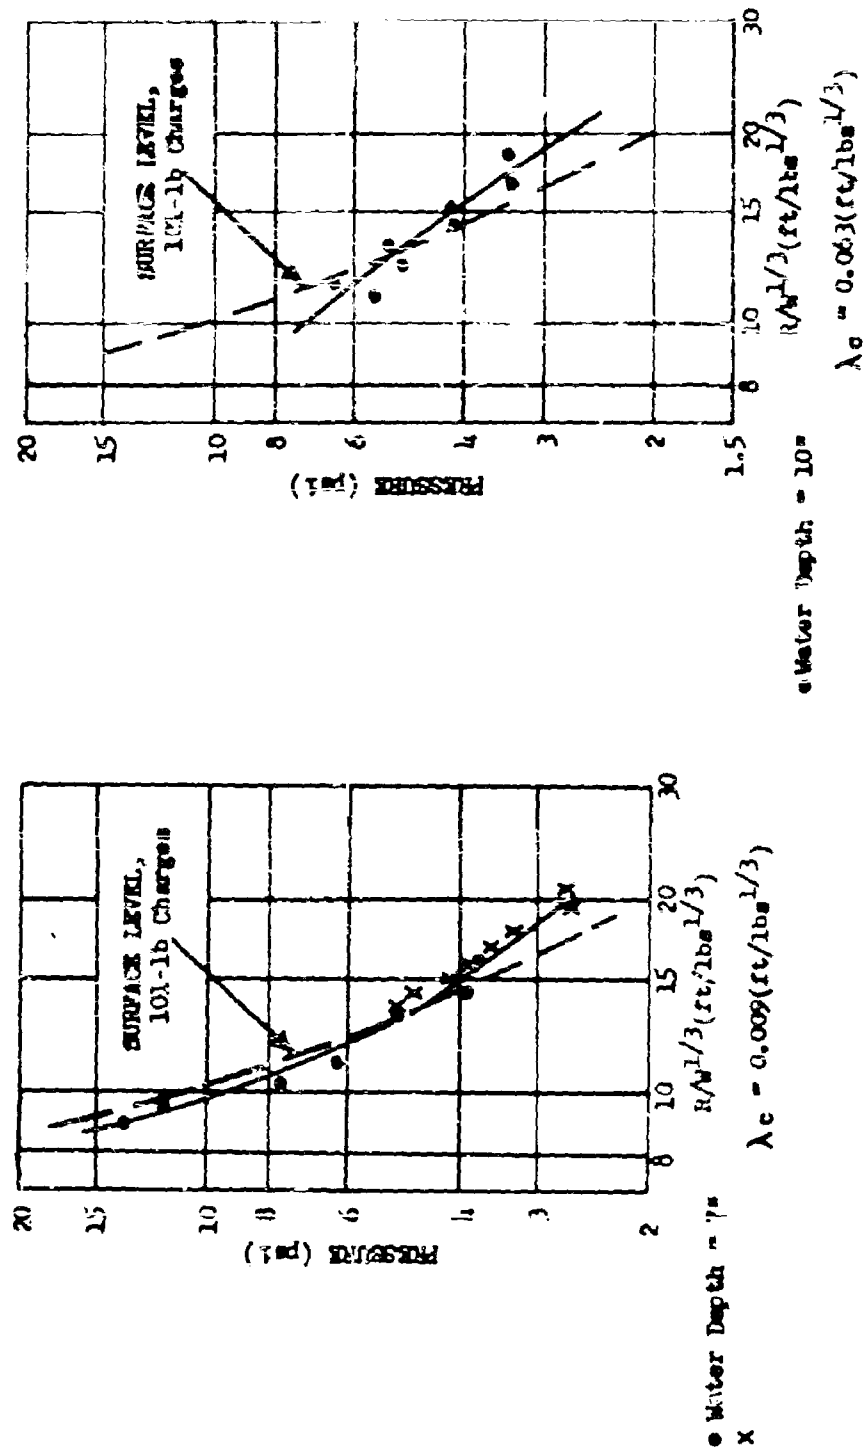 20
15
10
8
6
4
3
2
PRESSURE (psi)
SURFACE LEVEL,
101-lb Charges
8
10
15
20
30
R/W1/3(ft/lbs1/3)
λc = 0.009(ft/lbs1/3)
● Water Depth =
X
20
15
10
8
6
4
3
2
1.5
PRESSURE (psi)
SURFACE LEVEL,
101-lb Charges
8
10
15
20
30
R/W1/3(ft/lbs1/3)
λc = 0.063(ft/lbs1/3)
● Water Depth = 10"